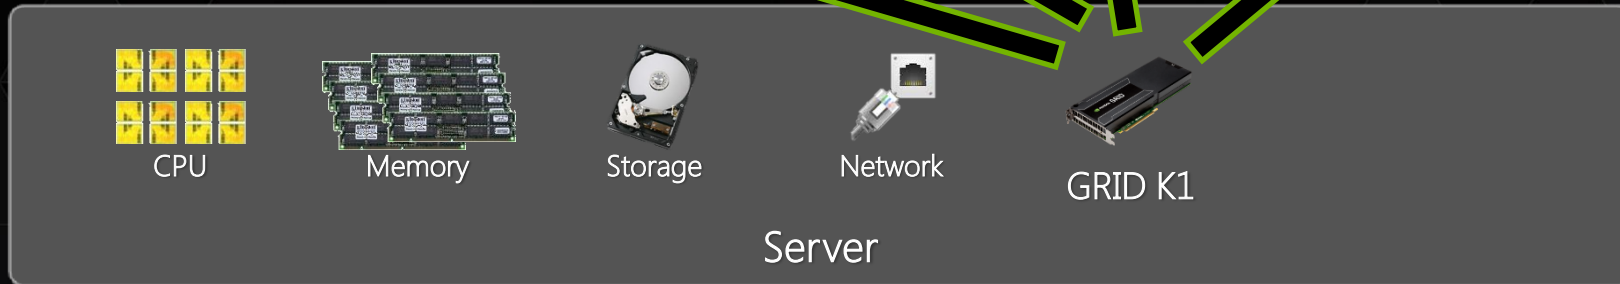 CPU
Memory
Storage
Network
GRID K1
Server